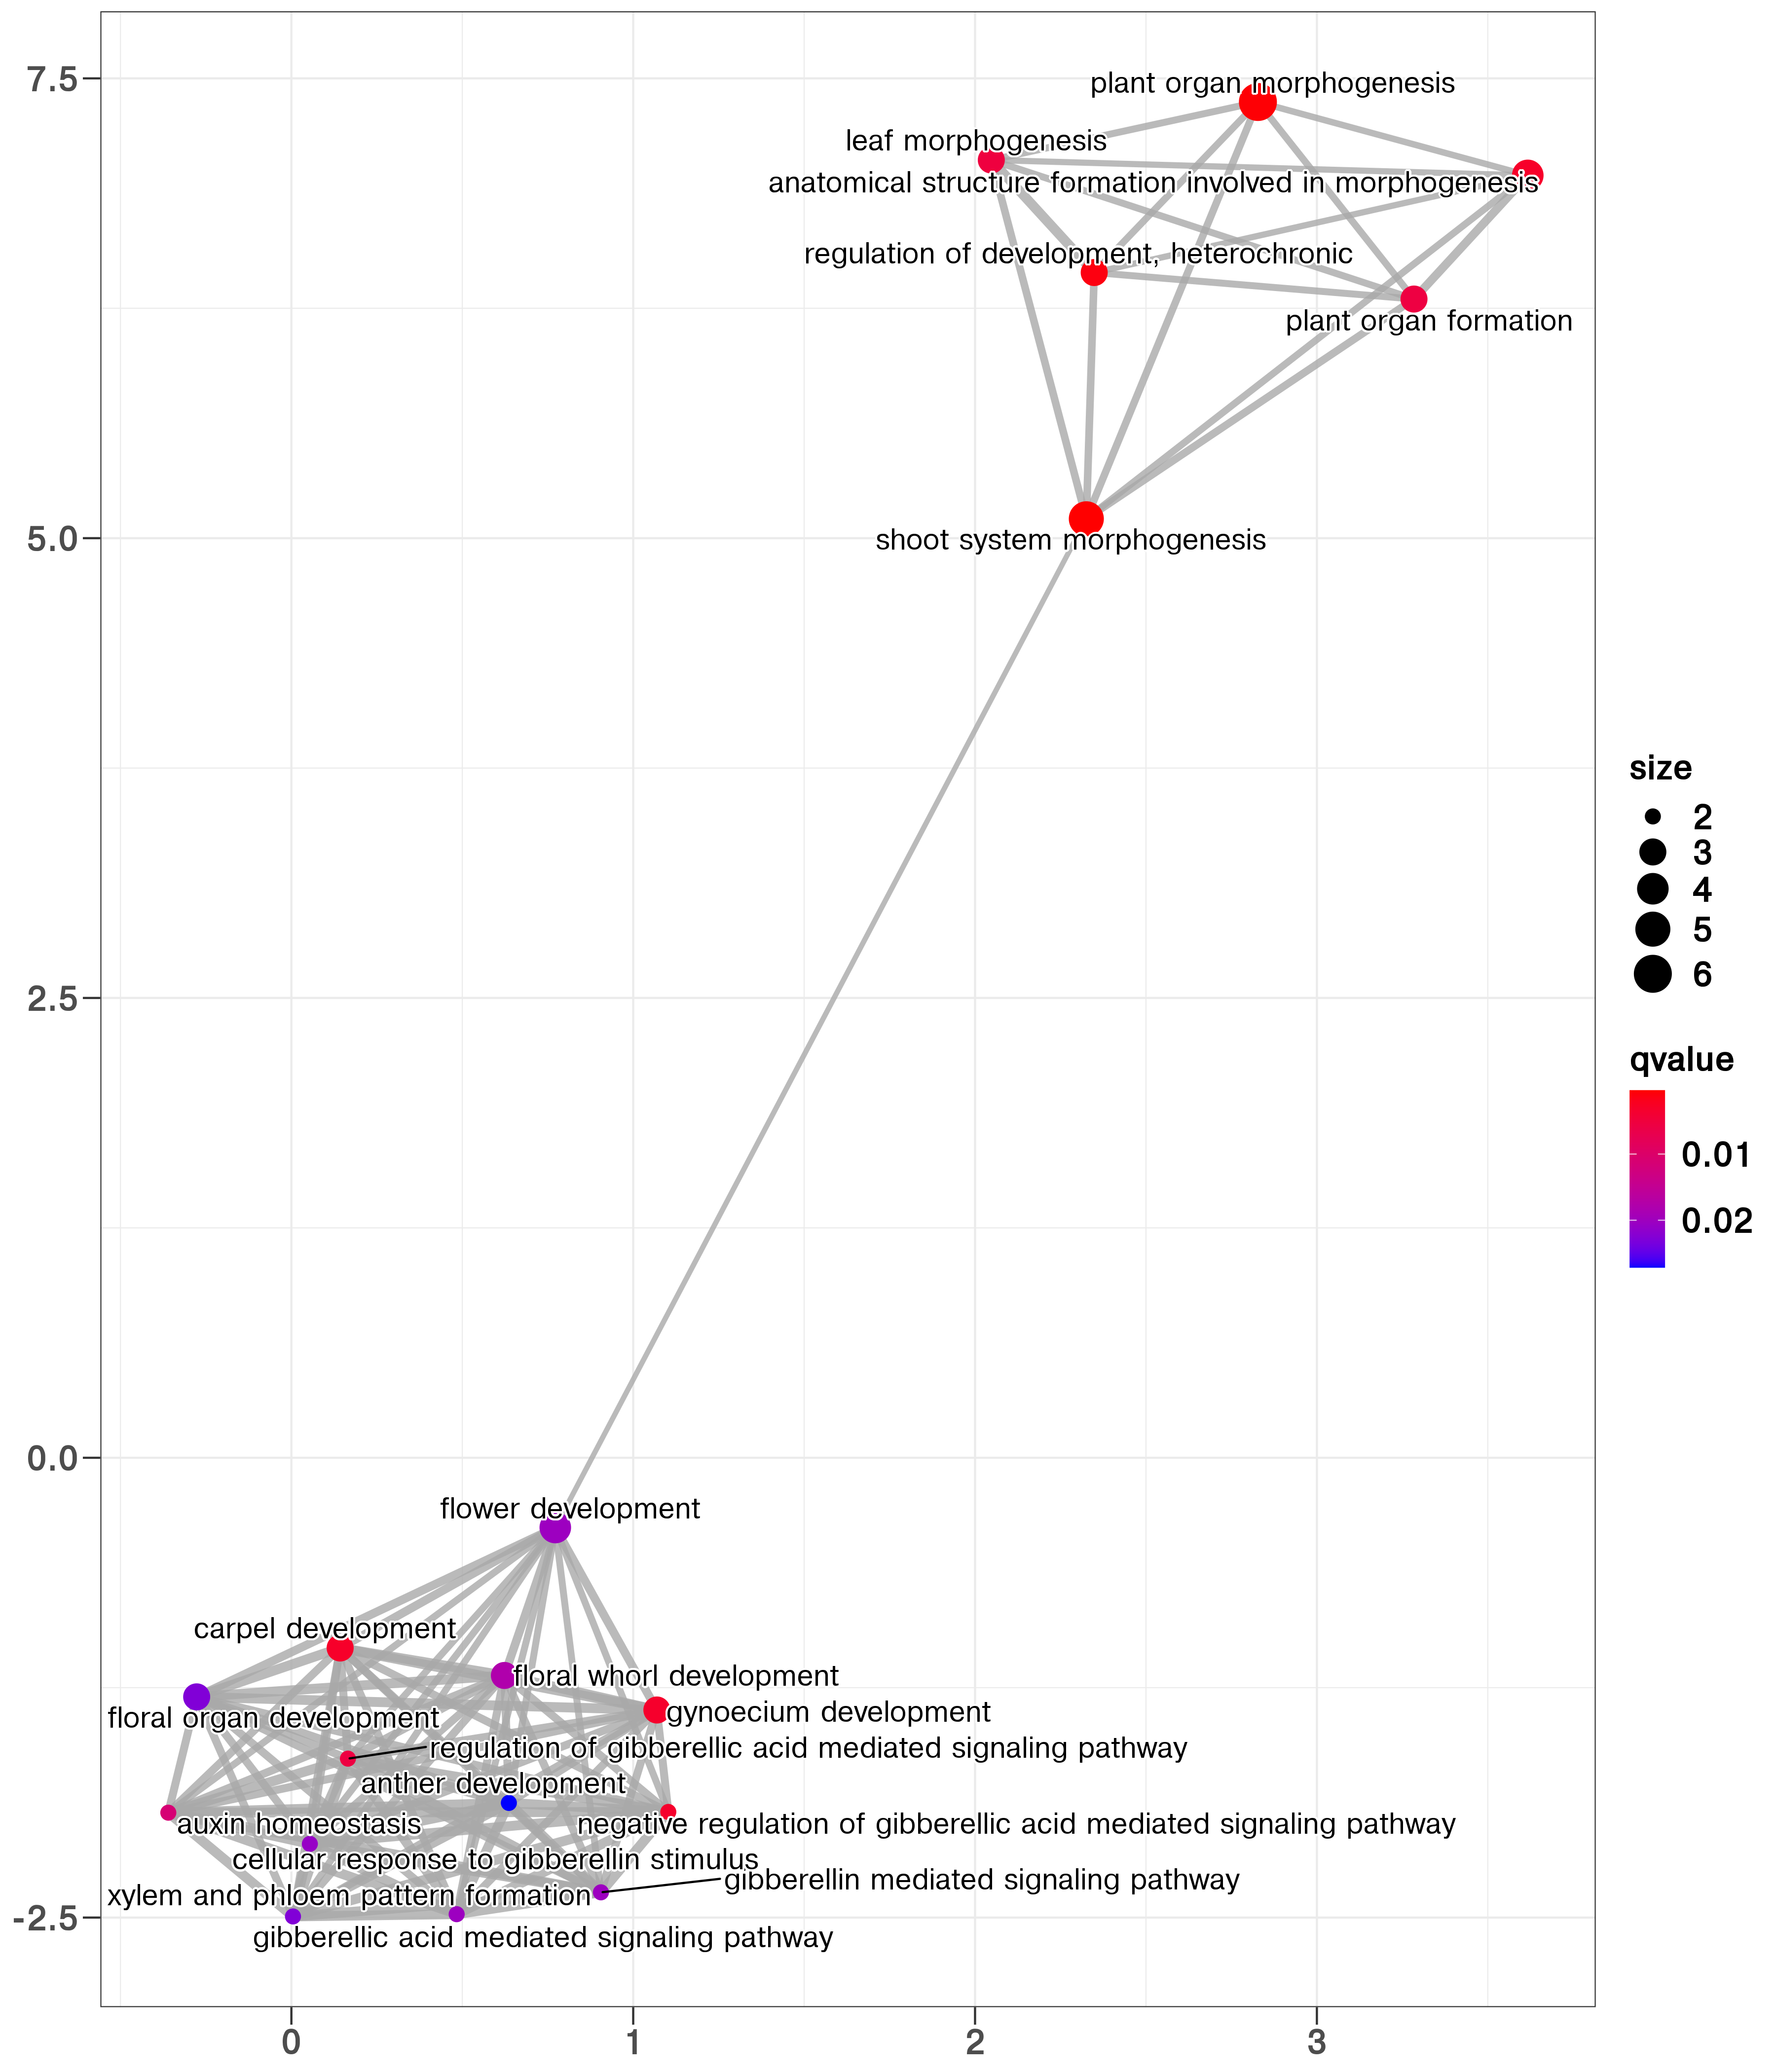 7.5
5.0
2.5
0.0
-2.5
0
1
2
3
plant organ morphogenesis
leaf morphogenesis
anatomical structure formation involved in morphogenesis
regulation of development, heterochronic
plant organ formation
shoot system morphogenesis
flower development
carpel development
floral whorl development
floral organ development
gynoecium development
regulation of gibberellic acid mediated signaling pathway
anther development
auxin homeostasis
negative regulation of gibberellic acid mediated signaling pathway
cellular response to gibberellin stimulus
gibberellin mediated signaling pathway
xylem and phloem pattern formation
gibberellic acid mediated signaling pathway
size
2
3
4
5
6
qvalue
0.01
0.02